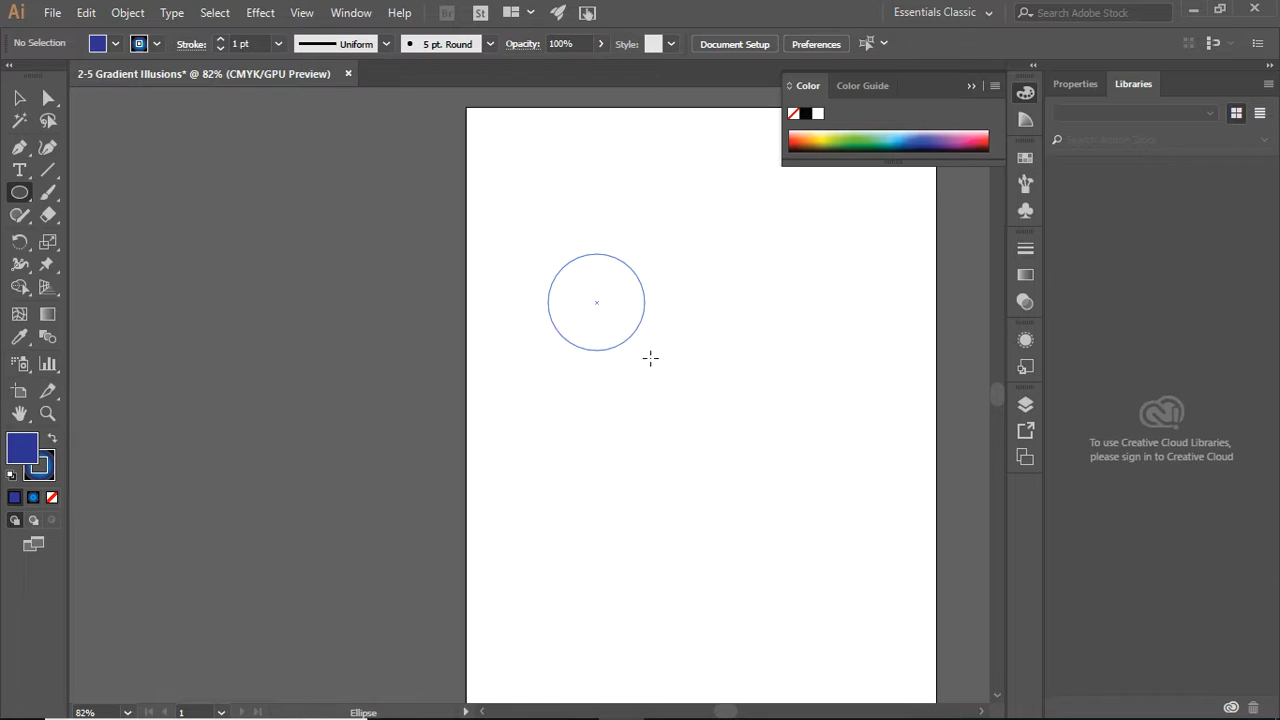 Ai File Edit Object Type Select Effect View Window Help Br St Essentials Classic Search Adobe Stock
No Selection Stroke: 1 pt Uniform 5 pt. Round Opacity: 100% Style: Document Setup Preferences
2-5 Gradient Illusions* @ 82% (CMYK/GPU Preview)
Color Color Guide
Properties Libraries
Search Adobe Stock
To use Creative Cloud Libraries,
please sign in to Creative Cloud
82% 1 Ellipse